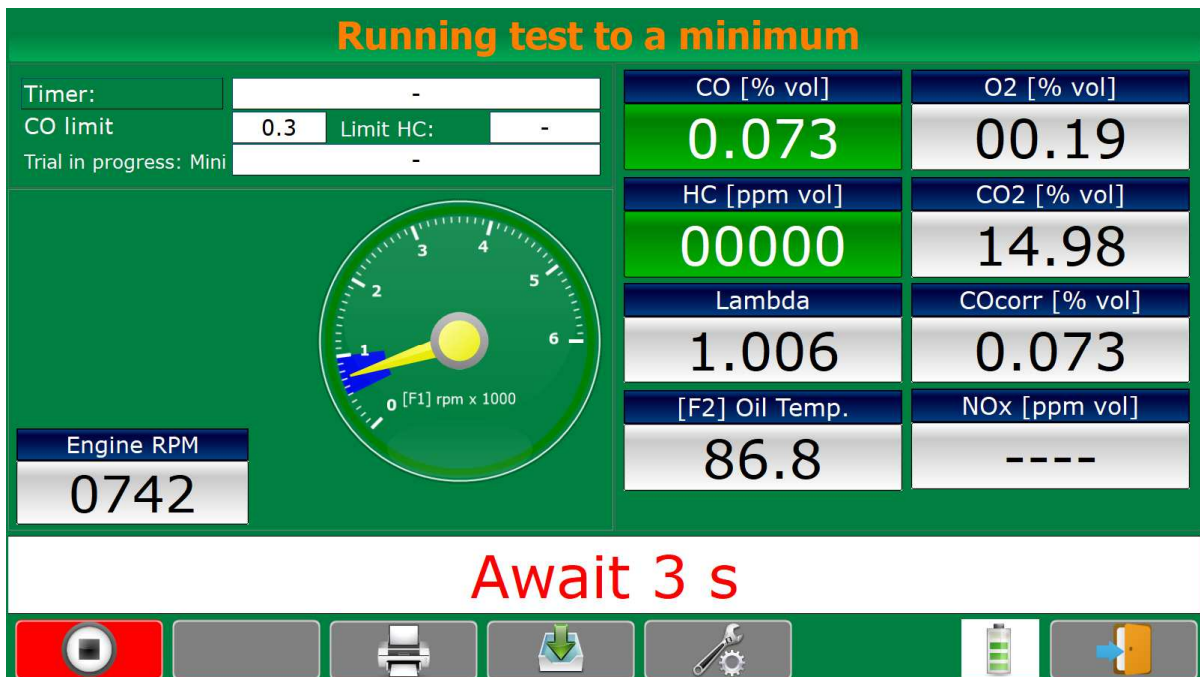 Running test to a minimum
Timer:
-
CO limit
0.3
Limit HC:
-
Trial in progress: Mini
-
CO [% vol]
0.073
O2 [% vol]
00.19
HC [ppm vol]
00000
CO2 [% vol]
14.98
Lambda
1.006
COcorr [% vol]
0.073
[F2] Oil Temp.
86.8
NOx [ppm vol]
----
0
1
2
3
4
5
6
[F1] rpm x 1000
Engine RPM
0742
Await 3 s